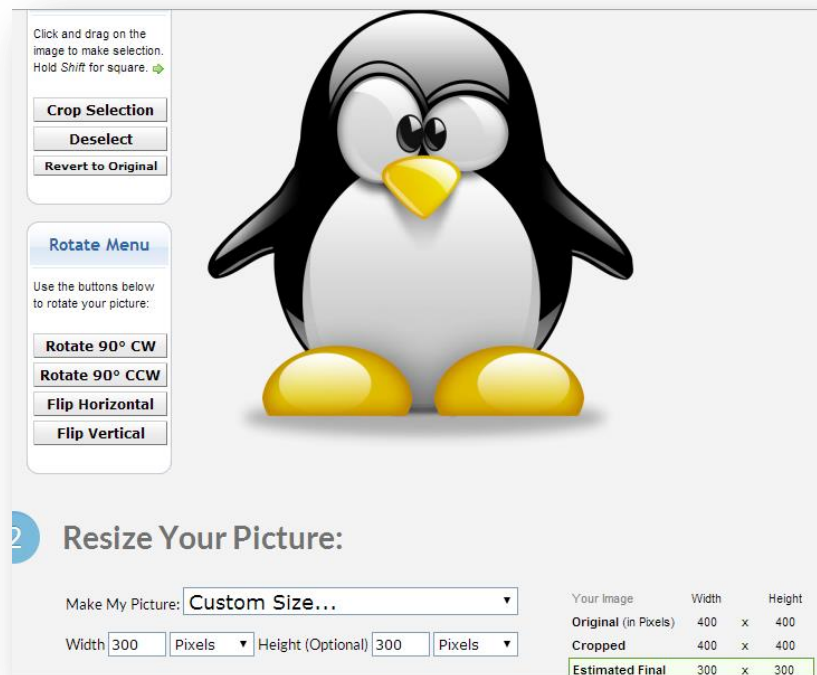 Click and drag on the
image to make selection.
Hold Shift for square.
Crop Selection
Deselect
Revert to Original
Rotate Menu
Use the buttons below
to rotate your picture:
Rotate 90° CW
Rotate 90° CCW
Flip Horizontal
Flip Vertical
2 Resize Your Picture:
Make My Picture: Custom Size...
Width 300 Pixels Height (Optional) 300 Pixels
Your Image Width Height
Original (in Pixels) 400 x 400
Cropped 400 x 400
Estimated Final 300 x 300